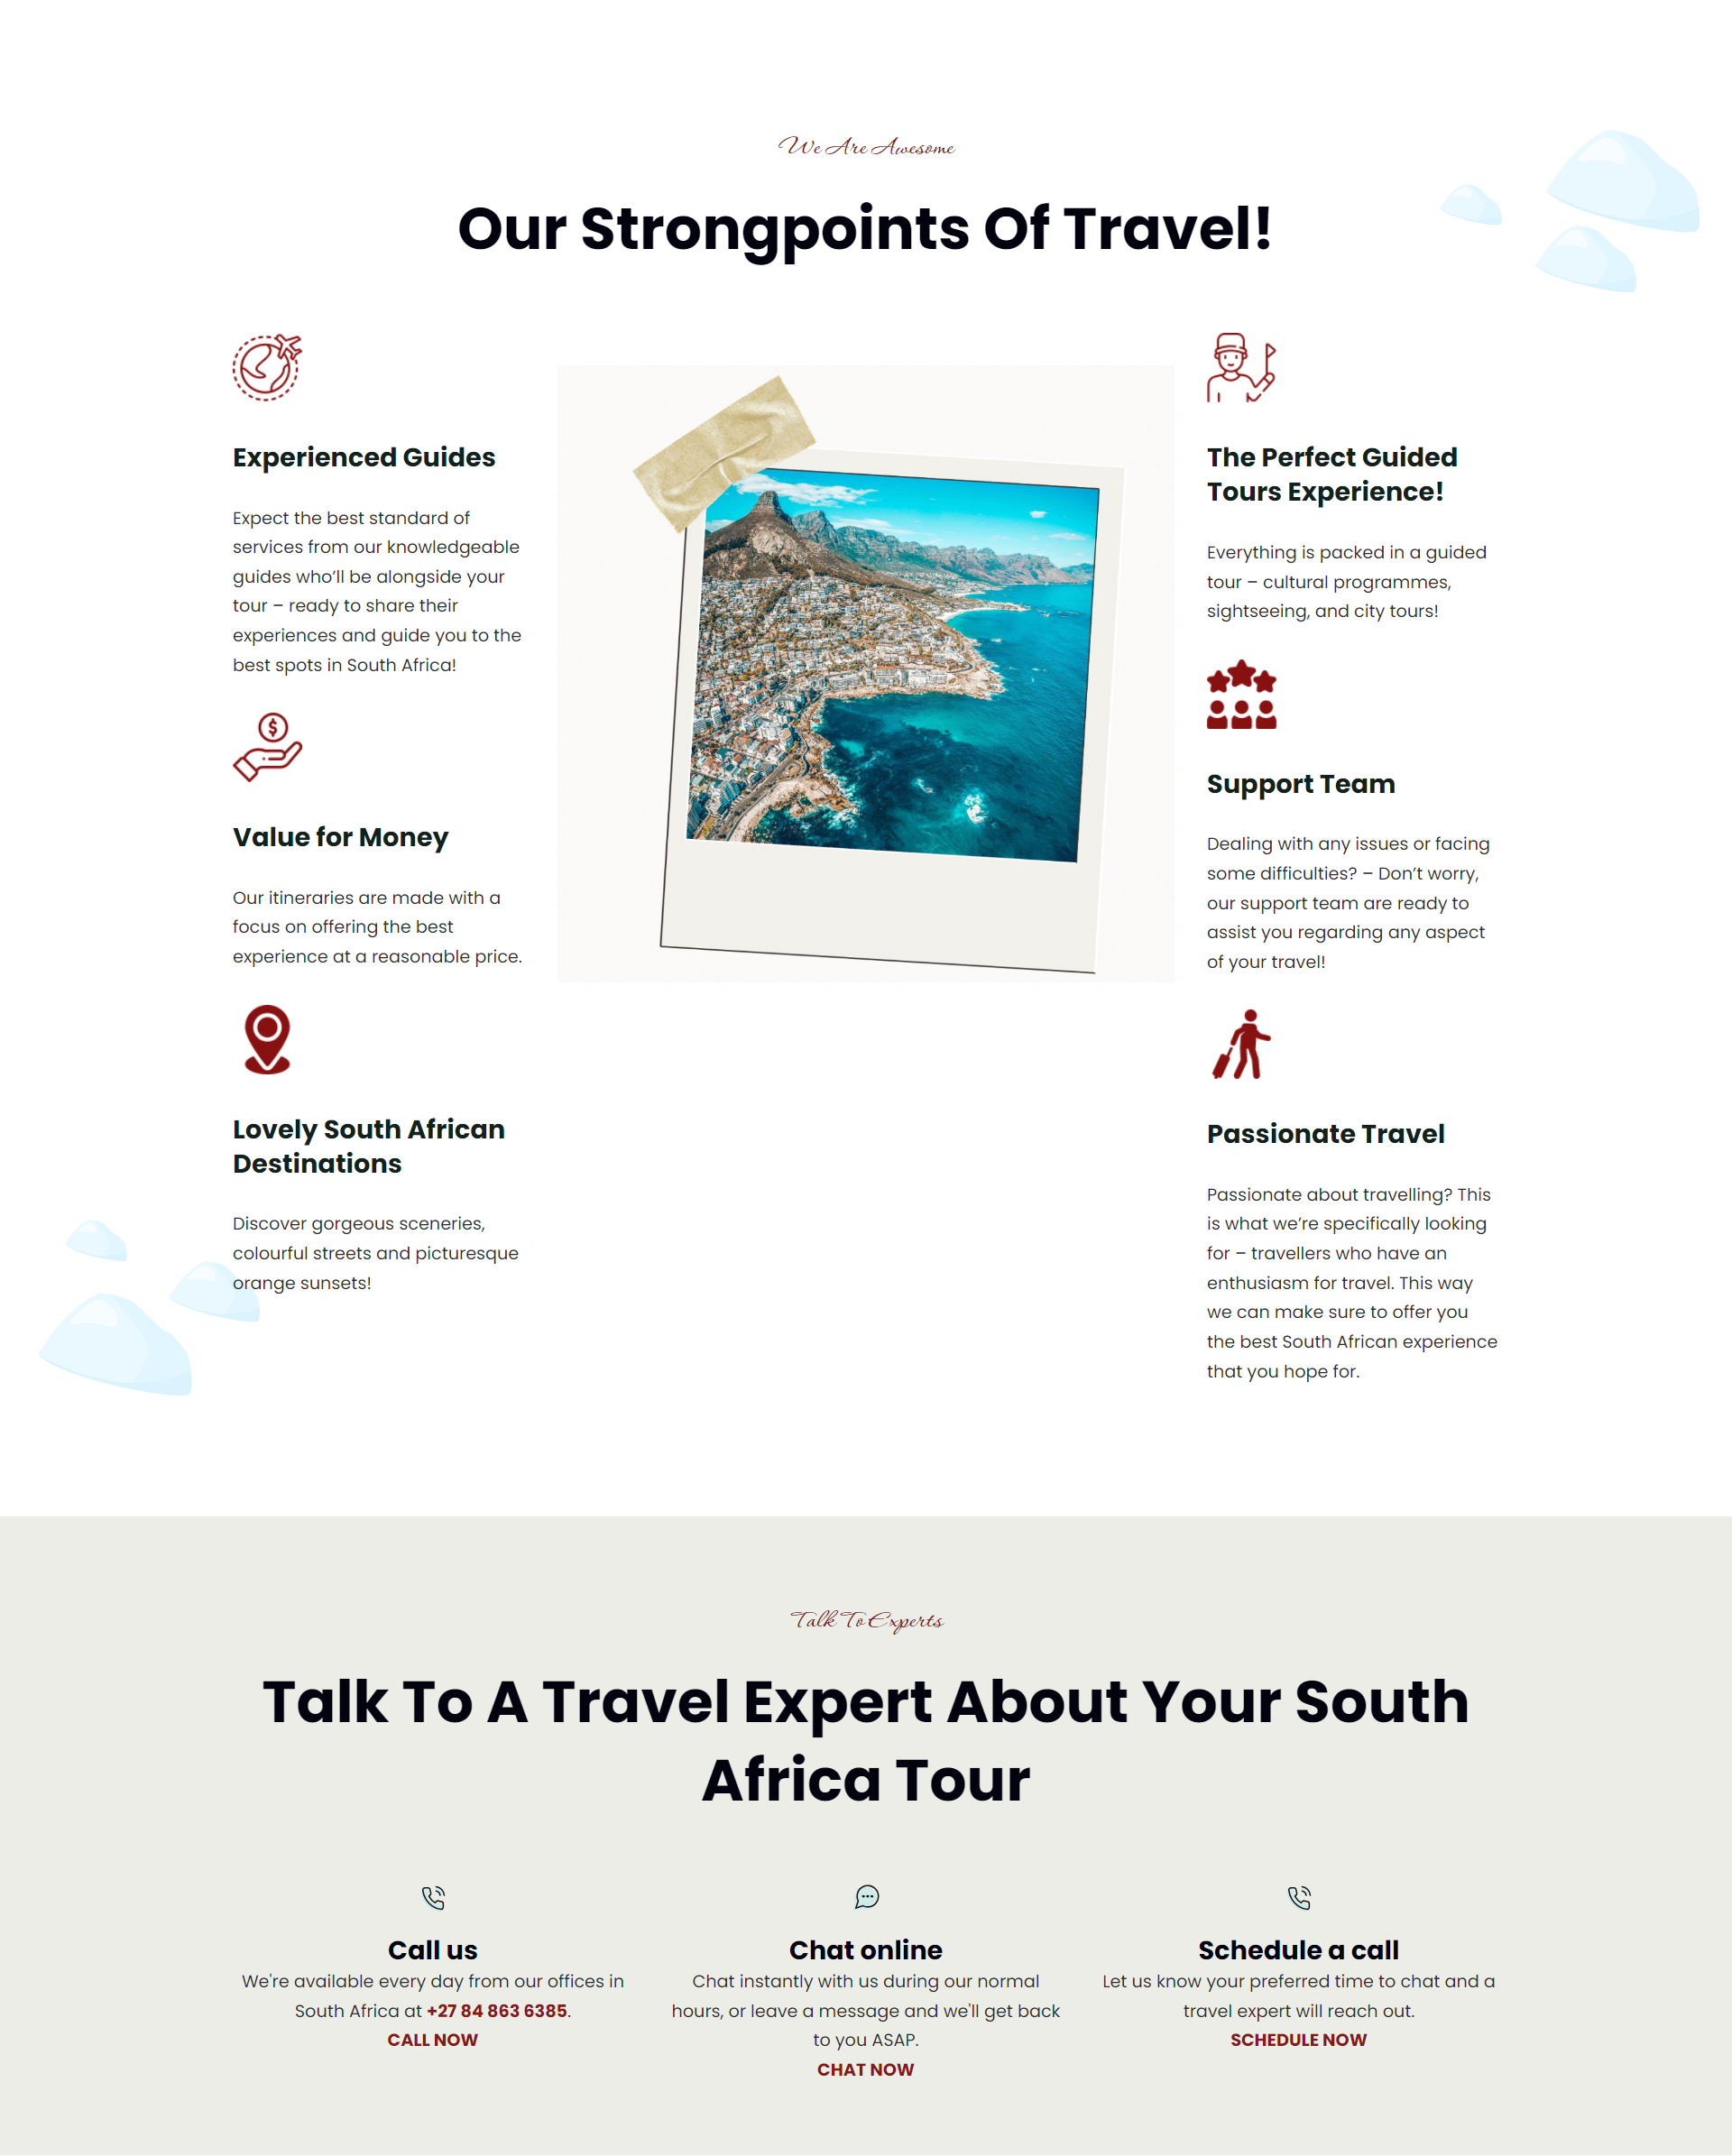 We Are Awesome
Our Strongpoints Of Travel!
Experienced Guides
Expect the best standard of
services from our knowledgeable
guides who’ll be alongside your
tour – ready to share their
experiences and guide you to the
best spots in South Africa!
Value for Money
Our itineraries are made with a
focus on offering the best
experience at a reasonable price.
Lovely South African
Destinations
Discover gorgeous sceneries,
colourful streets and picturesque
orange sunsets!
The Perfect Guided
Tours Experience!
Everything is packed in a guided
tour – cultural programmes,
sightseeing, and city tours!
Support Team
Dealing with any issues or facing
some difficulties? – Don’t worry,
our support team are ready to
assist you regarding any aspect
of your travel!
Passionate Travel
Passionate about travelling? This
is what we’re specifically looking
for – travellers who have an
enthusiasm for travel. This way
we can make sure to offer you
the best South African experience
that you hope for.
Talk To Experts
Talk To A Travel Expert About Your South
Africa Tour
Call us
We're available every day from our offices in
South Africa at +27 84 863 6385.
CALL NOW
Chat online
Chat instantly with us during our normal
hours, or leave a message and we'll get back
to you ASAP.
CHAT NOW
Schedule a call
Let us know your preferred time to chat and a
travel expert will reach out.
SCHEDULE NOW